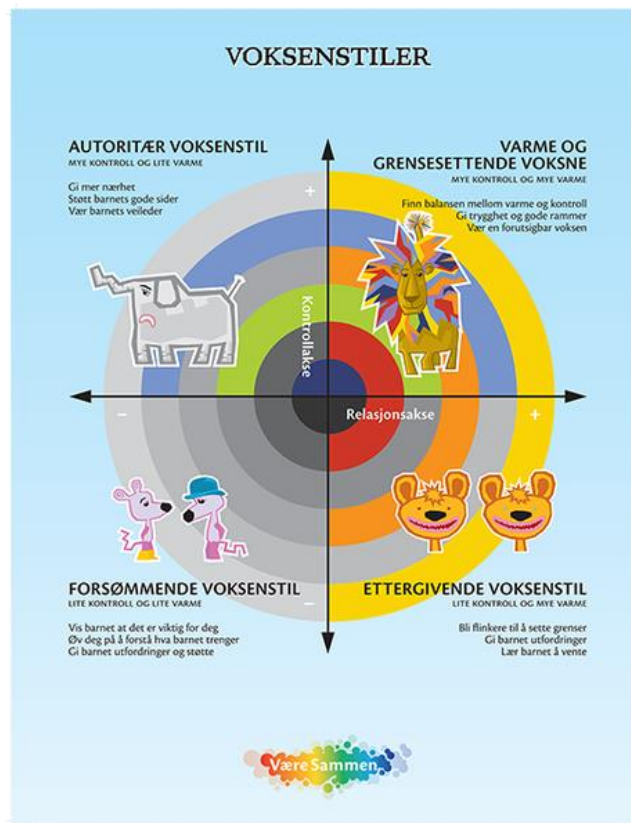 VOKSENSTILER
AUTORITÆR VOKSENSTIL
MYE KONTROLL OG LITE VARME
Gi mer nærhet
Støtt barnets gode sider
Vær barnets veileder
VARME OG
GRENSESETTENDE VOKSNE
MYE KONTROLL OG MYE VARME
Finn balansen mellom varme og kontroll
Gi trygghet og gode rammer
Vær en forutsigbar voksen
+
Kontrollakse
Relasjonsakse
–
+
–
FORSØMMENDE VOKSENSTIL
LITE KONTROLL OG LITE VARME
Vis barnet at det er viktig for deg
Øv deg på å forstå hva barnet trenger
Gi barnet utfordringer og støtte
ETTERGIVENDE VOKSENSTIL
LITE KONTROLL OG MYE VARME
Bli flinkere til å sette grenser
Gi barnet utfordringer
Lær barnet å vente
Være Sammen